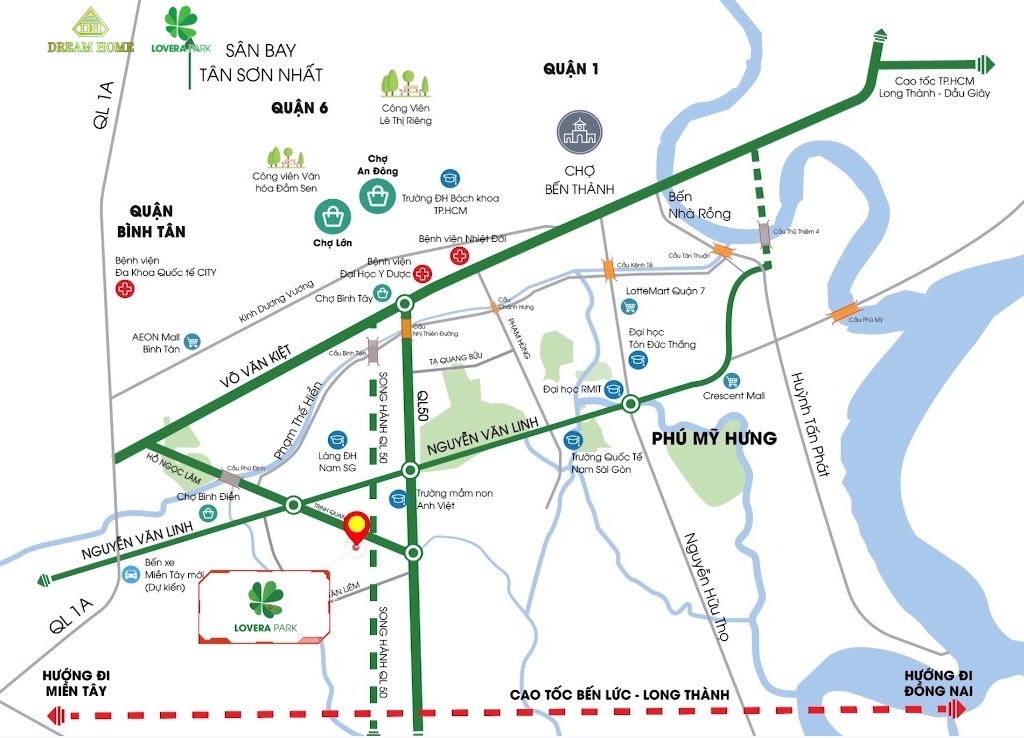 DH
DREAM HOME
LOVERA PARK
SÂN BAY
TÂN SƠN NHẤT
QL 1A
QUẬN 6
Công Viên
Lê Thị Riêng
QUẬN 1
Cao tốc TP.HCM
Long Thành - Dầu Giây
CHỢ
BẾN THÀNH
Công viên Văn
hóa Đầm Sen
Chợ
An Đông
Trường ĐH Bách khoa
TP.HCM
Chợ Lớn
Bến
Nhà Rồng
Cầu Thủ Thiêm 4
QUẬN
BÌNH TÂN
Bệnh viện
Đa Khoa Quốc tế CITY
Bệnh viện Nhiệt Đới
Bệnh viện
Đại Học Y Dược
Chợ Bình Tây
Kinh Dương Vương
Cầu Tân Thuận
Cầu Kênh Tẻ
LotteMart Quận 7
Cầu
Chánh Hưng
Cầu
Nhị Thiên Đường
Cầu Phú Mỹ
AEON Mall
Bình Tân
Cầu Bình Tiên
PHẠM HÙNG
TẠ QUANG BỬU
Đại học
Tôn Đức Thắng
VÕ VĂN KIỆT
Phạm Thế Hiển
SONG HÀNH QL 50
QL50
Đại học RMIT
Crescent Mall
Huỳnh Tấn Phát
NGUYỄN VĂN LINH
PHÚ MỸ HƯNG
Làng ĐH
Nam SG
Trường Quốc Tế
Nam Sài Gòn
HỒ NGỌC LÃM
Cầu Phú Định
Chợ Bình Điền
Trường mầm non
Anh Việt
TRỊNH QUAN
NGUYỄN VĂN LINH
Bến xe
Miền Tây mới
(Dự kiến)
Nguyễn Hữu Thọ
QL 1A
LIÊM
LOVERA PARK
SONG HÀNH QL 50
HƯỚNG ĐI
MIỀN TÂY
CAO TỐC BẾN LỨC - LONG THÀNH
HƯỚNG ĐI
ĐỒNG NAI